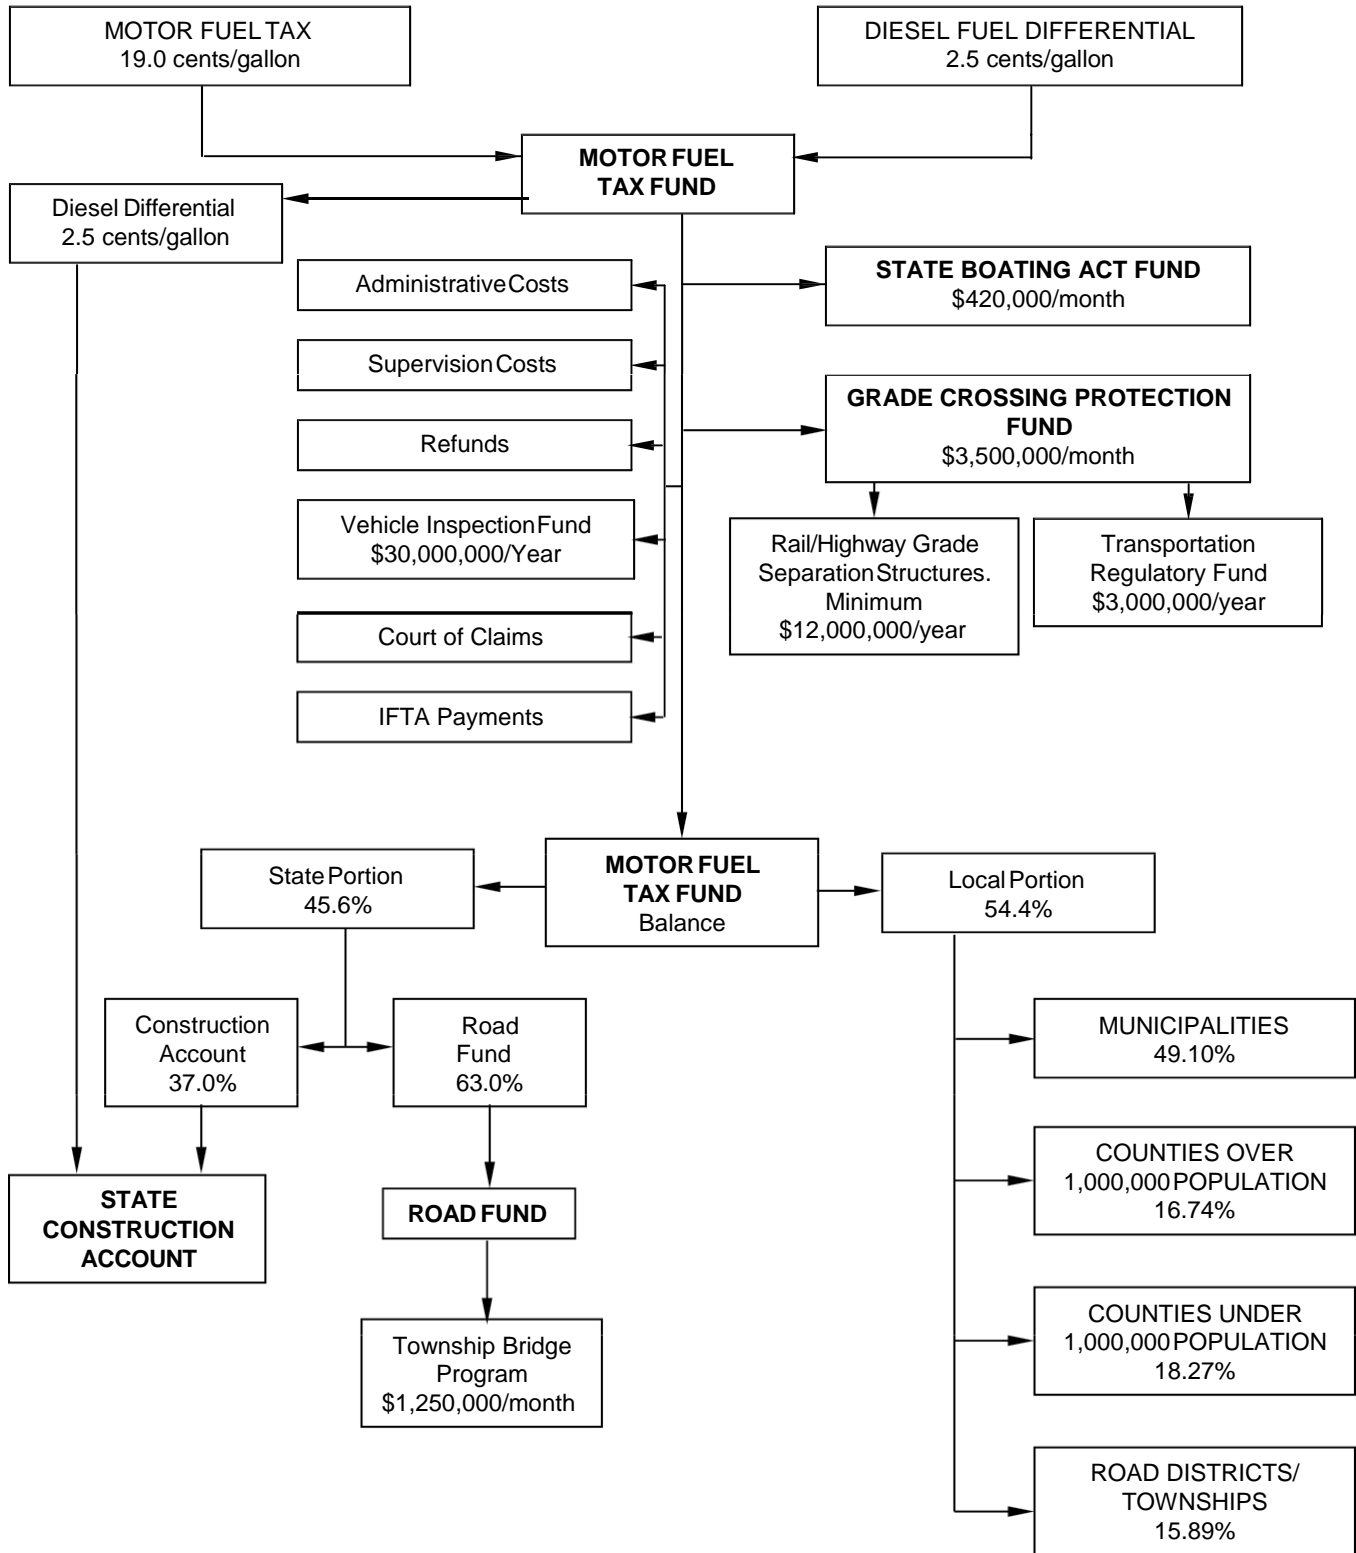 MOTOR FUEL TAX
19.0 cents/gallon
DIESEL FUEL DIFFERENTIAL
2.5 cents/gallon
MOTOR FUEL
TAX FUND
Diesel Differential
2.5 cents/gallon
Administrative Costs
STATE BOATING ACT FUND
$420,000/month
Supervision Costs
GRADE CROSSING PROTECTION
FUND
$3,500,000/month
Refunds
Vehicle Inspection Fund
$30,000,000/Year
Rail/Highway Grade
Separation Structures.
Minimum
$12,000,000/year
Transportation
Regulatory Fund
$3,000,000/year
Court of Claims
IFTA Payments
State Portion
45.6%
MOTOR FUEL
TAX FUND
Balance
Local Portion
54.4%
Construction
Account
37.0%
Road
Fund
63.0%
MUNICIPALITIES
49.10%
COUNTIES OVER
1,000,000 POPULATION
16.74%
STATE
CONSTRUCTION
ACCOUNT
ROAD FUND
Township Bridge
Program
$1,250,000/month
COUNTIES UNDER
1,000,000 POPULATION
18.27%
ROAD DISTRICTS/
TOWNSHIPS
15.89%